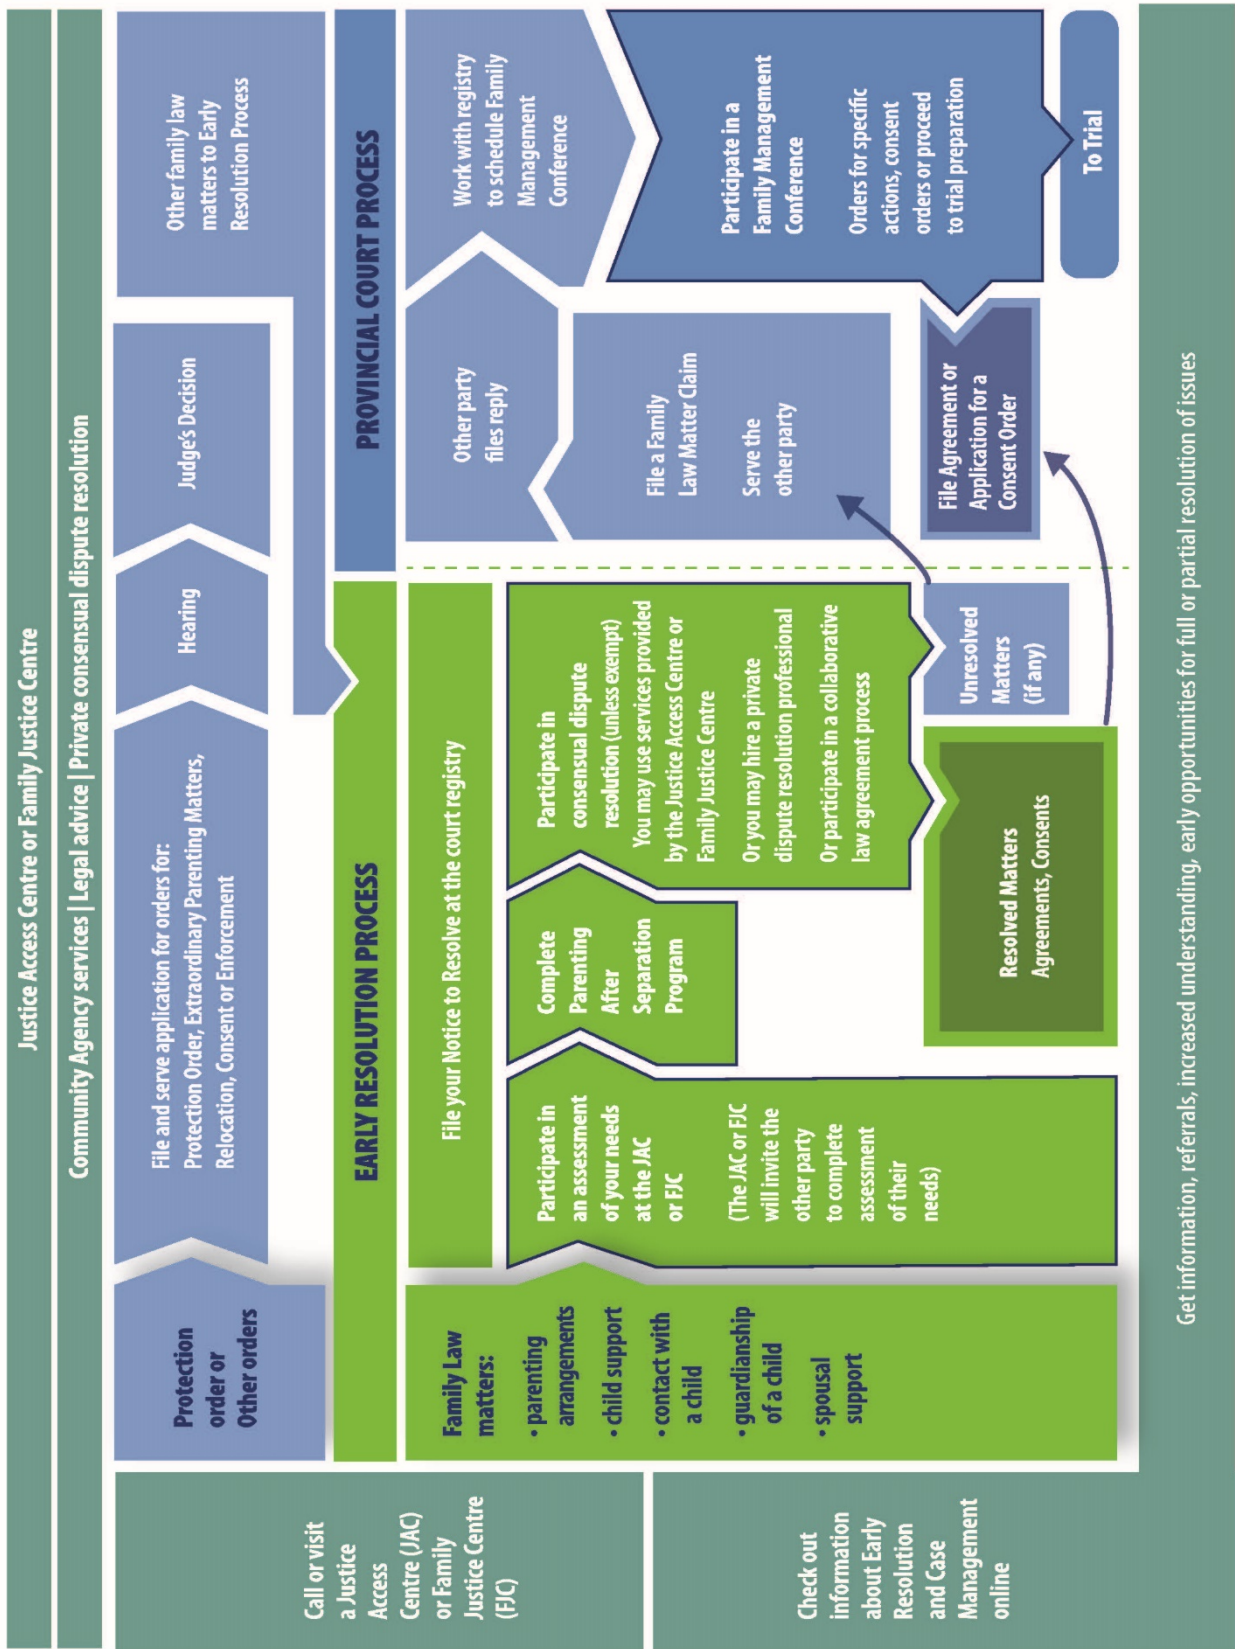 Justice Access Centre or Family Justice Centre
Community Agency services | Legal advice | Private consensual dispute resolution
Call or visit
a Justice
Access
Centre (JAC)
or Family
Justice Centre
(FJC)
Check out
information
about Early
Resolution
and Case
Management
online
Protection
order or
Other orders
File and serve application for orders for:
Protection Order, Extraordinary Parenting Matters,
Relocation, Consent or Enforcement
Hearing
Judge's Decision
Other family law
matters to Early
Resolution Process
EARLY RESOLUTION PROCESS
Family Law
matters:
• parenting
arrangements
• child support
• contact with
a child
• guardianship
of a child
• spousal
support
File your Notice to Resolve at the court registry
Participate in
an assessment
of your needs
at the JAC
or FJC
(The JAC or FJC
will invite the
other party
to complete
assessment
of their
needs)
Complete
Parenting
After
Separation
Program
Participate in
consensual dispute
resolution (unless exempt)
You may use services provided
by the Justice Access Centre or
Family Justice Centre
Or you may hire a private
dispute resolution professional
Or participate in a collaborative
law agreement process
Resolved Matters
Agreements, Consents
Unresolved
Matters
(if any)
PROVINCIAL COURT PROCESS
Other party
files reply
File a Family
Law Matter Claim
Serve the
other party
File Agreement or
Application for a
Consent Order
Work with registry
to schedule Family
Management
Conference
Participate in a
Family Management
Conference
Orders for specific
actions, consent
orders or proceed
to trial preparation
To Trial
Get information, referrals, increased understanding, early opportunities for full or partial resolution of issues